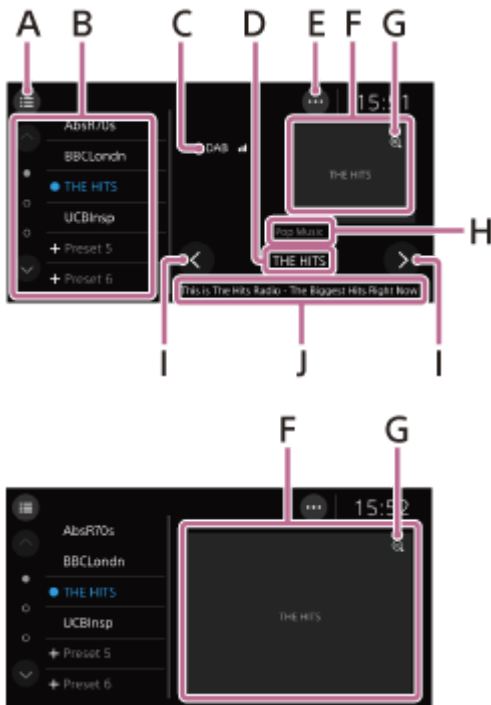 A B C D E F G
15:51
AbsR70s
BBCLondn
THE HITS
UCBInsp
+ Preset 5
+ Preset 6
DAB
THE HITS
Pop Music
H
THE HITS
This is The Hits Radio - The Biggest Hits Right Now
I J I
F G
15:52
AbsR70s
BBCLondn
THE HITS
UCBInsp
+ Preset 5
+ Preset 6
THE HITS